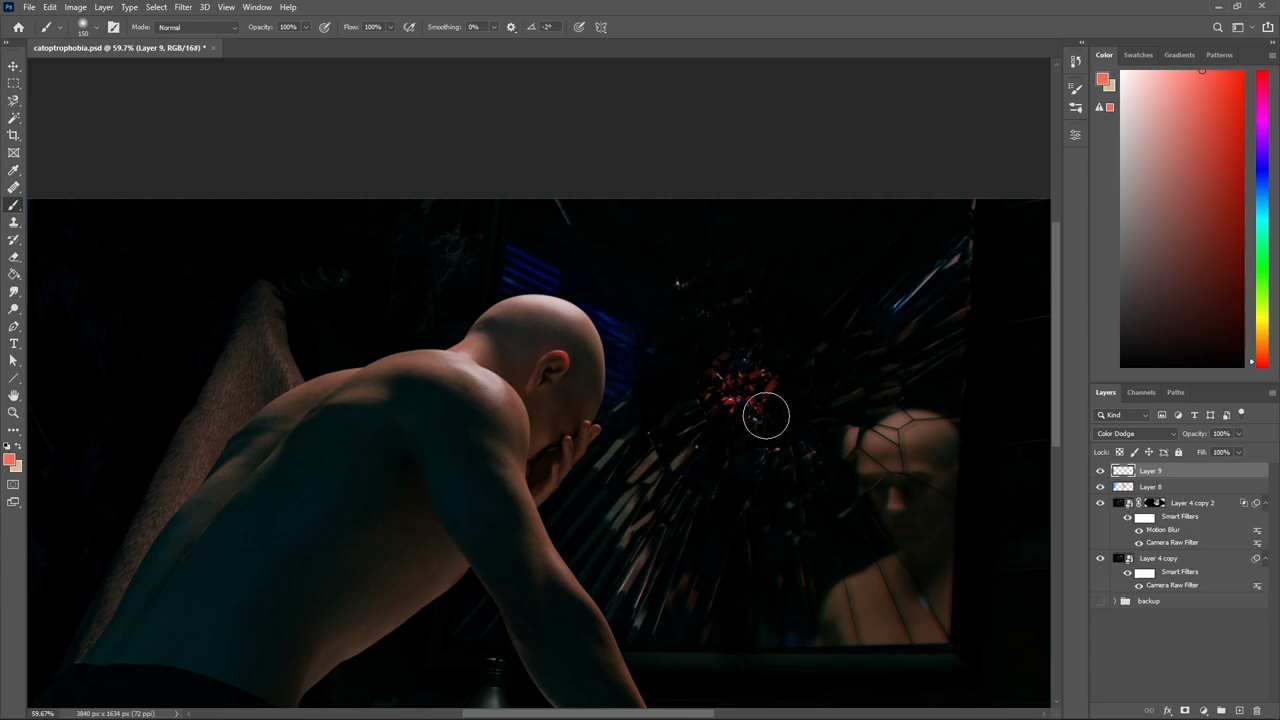 Ps File Edit Image Layer Type Select Filter 3D View Window Help
150 Mode: Normal Opacity: 100% Flow: 100% Smoothing: 0% -2°
catoptrophobia.psd @ 59.7% (Layer 9, RGB/16#) * ×
Color Swatches Gradients Patterns
Layers Channels Paths
Kind
Color Dodge Opacity: 100%
Lock: Fill: 100%
Layer 9
Layer 8
Layer 4 copy 2
Smart Filters
Motion Blur
Camera Raw Filter
Layer 4 copy
Smart Filters
Camera Raw Filter
backup
59.67% 3840 px x 1634 px (72 ppi)